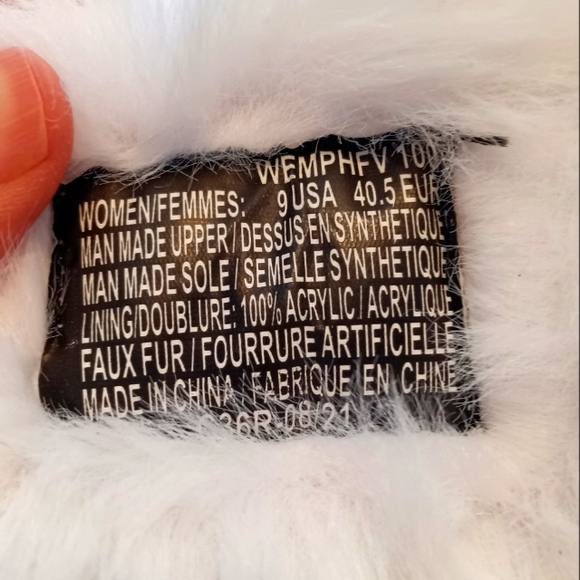 WEMPHFV
WOMEN/FEMMES: 9 USA 40.5 EUR
MAN MADE UPPER / DESSUS EN SYNTHETIQUE
MAN MADE SOLE / SEMELLE SYNTHETIQUE
LINING/DOUBLURE: 100% ACRYLIC / ACRYLIQUE
FAUX FUR / FOURRURE ARTIFICIELLE
MADE IN CHINA / FABRIQUE EN CHINE
08/21